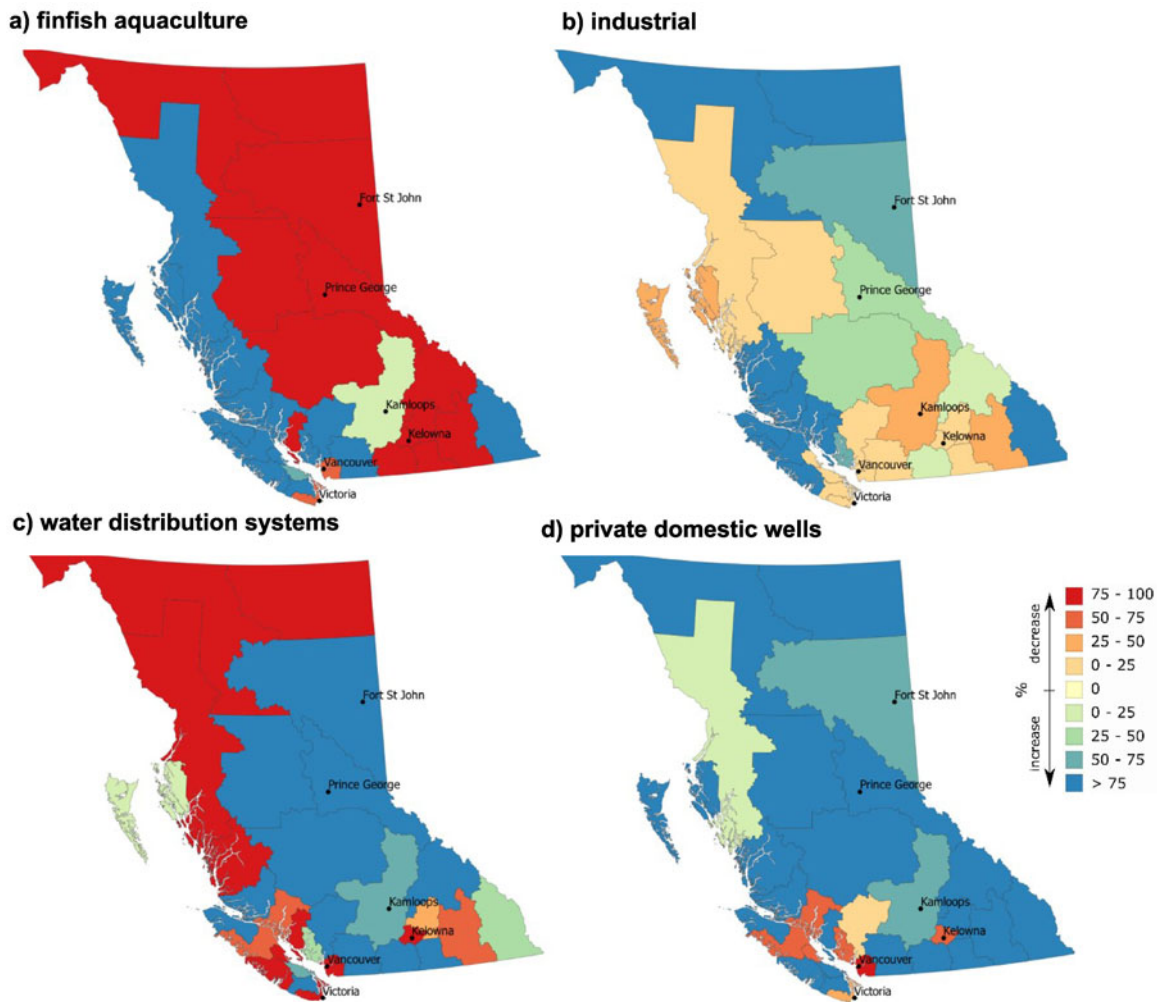 a) finfish aquaculture
b) industrial
Fort St John
Prince George
Kamloops
Kelowna
Vancouver
Victoria
Fort St John
Prince George
Kamloops
Kelowna
Vancouver
Victoria
c) water distribution systems
d) private domestic wells
Fort St John
Prince George
Kamloops
Kelowna
Vancouver
Victoria
Fort St John
Prince George
Kamloops
Kelowna
Vancouver
Victoria
decrease
%
increase
75 - 100
50 - 75
25 - 50
0 - 25
0
0 - 25
25 - 50
50 - 75
> 75